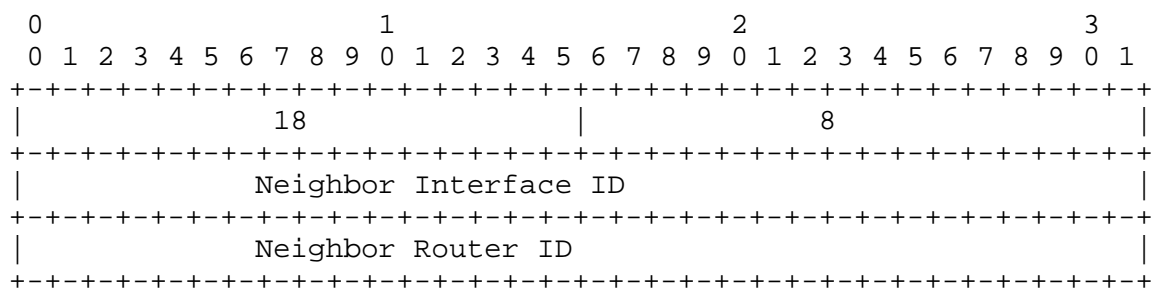 0                   1                   2                   3
 0 1 2 3 4 5 6 7 8 9 0 1 2 3 4 5 6 7 8 9 0 1 2 3 4 5 6 7 8 9 0 1
+-+-+-+-+-+-+-+-+-+-+-+-+-+-+-+-+-+-+-+-+-+-+-+-+-+-+-+-+-+-+-+-+
|              18               |             8                 |
+-+-+-+-+-+-+-+-+-+-+-+-+-+-+-+-+-+-+-+-+-+-+-+-+-+-+-+-+-+-+-+-+
|             Neighbor Interface ID                             |
+-+-+-+-+-+-+-+-+-+-+-+-+-+-+-+-+-+-+-+-+-+-+-+-+-+-+-+-+-+-+-+-+
|             Neighbor Router ID                                |
+-+-+-+-+-+-+-+-+-+-+-+-+-+-+-+-+-+-+-+-+-+-+-+-+-+-+-+-+-+-+-+-+